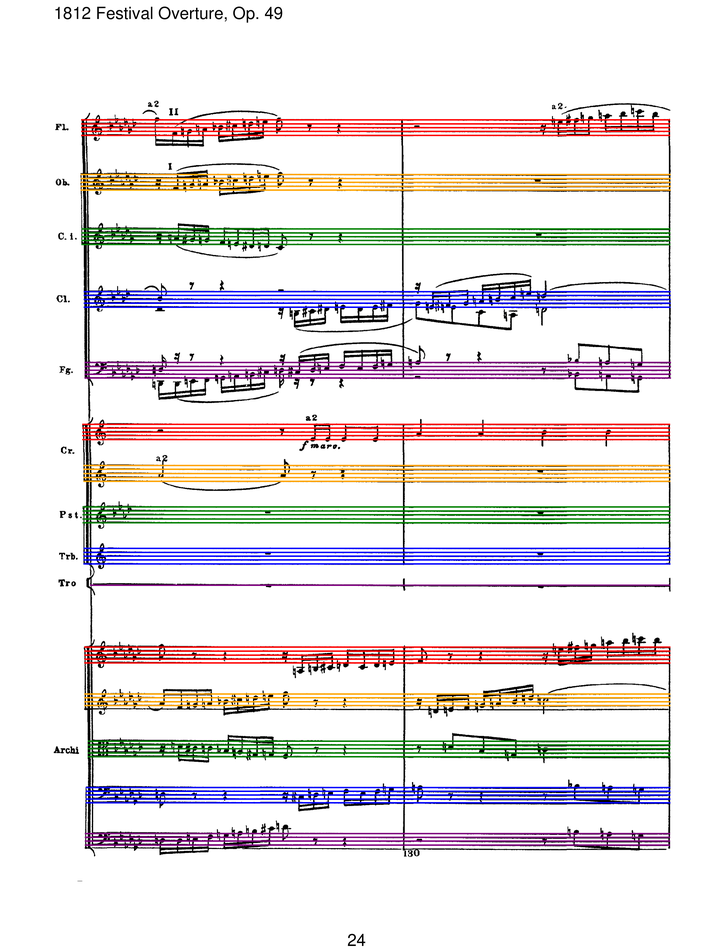 1812 Festival Overture, Op. 49
a2 II a2.
Fl.
I
Ob.
C.i.
Cl.
Fg.
a2
f marc.
Cr.
a2
Pst.
Trb.
Tro
Archi
180
24